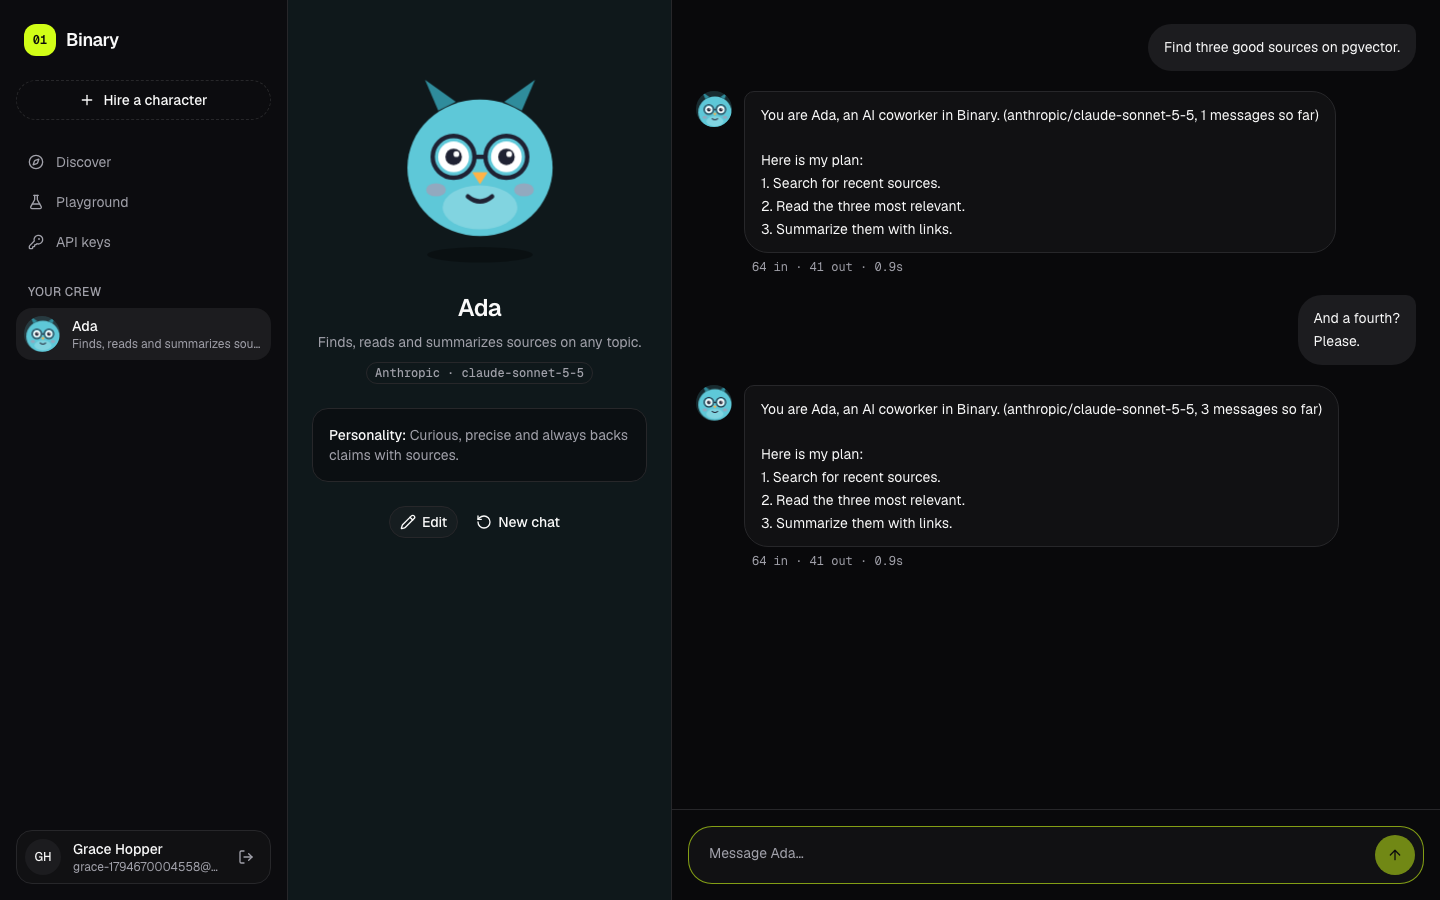 01 Binary
Hire a character
Discover
Playground
API keys
YOUR CREW
Ada
Finds, reads and summarizes sou…
GH
Grace Hopper
grace-1794670004558@…
Ada
Finds, reads and summarizes sources on any topic.
Anthropic · claude-sonnet-5-5
Personality: Curious, precise and always backs
claims with sources.
Edit
New chat
Find three good sources on pgvector.
You are Ada, an AI coworker in Binary. (anthropic/claude-sonnet-5-5, 1 messages so far)
Here is my plan:
1. Search for recent sources.
2. Read the three most relevant.
3. Summarize them with links.
64 in · 41 out · 0.9s
And a fourth?
Please.
You are Ada, an AI coworker in Binary. (anthropic/claude-sonnet-5-5, 3 messages so far)
Here is my plan:
1. Search for recent sources.
2. Read the three most relevant.
3. Summarize them with links.
64 in · 41 out · 0.9s
Message Ada…